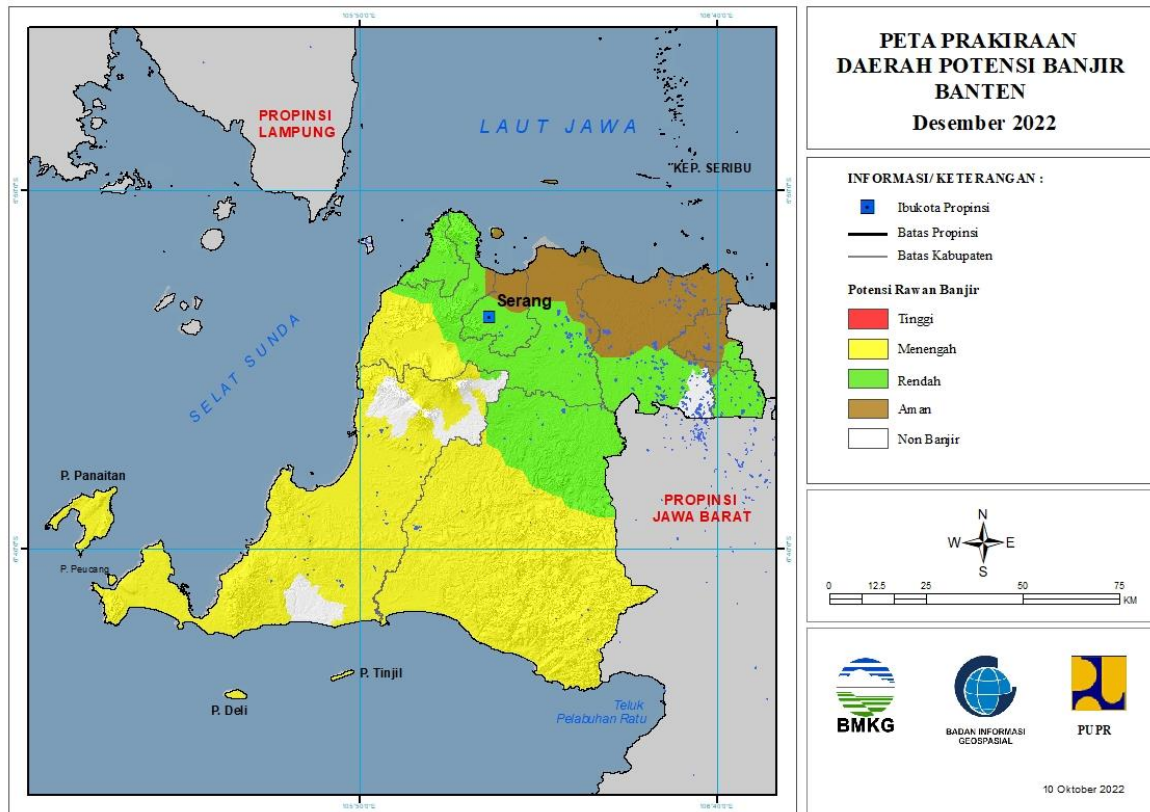 PETA PRAKIRAAN
DAERAH POTENSI BANJIR
BANTEN
Desember 2022
INFORMASI/KETERANGAN :
Ibukota Propinsi
Batas Propinsi
Batas Kabupaten
Potensi Rawan Banjir
Tinggi
Menengah
Rendah
Aman
Non Banjir
N
W E
S
0 12.5 25 50 75
KM
BMKG
BADAN INFORMASI
GEOSPASIAL
PUPR
10 Oktober 2022
PROPINSI
LAMPUNG
LAUT JAWA
KEP. SERIBU
Serang
SELAT SUNDA
P. Panaitan
P. Peucang
PROPINSI
JAWA BARAT
P. Tinjil
P. Deli
Teluk
Pelabuhan Ratu